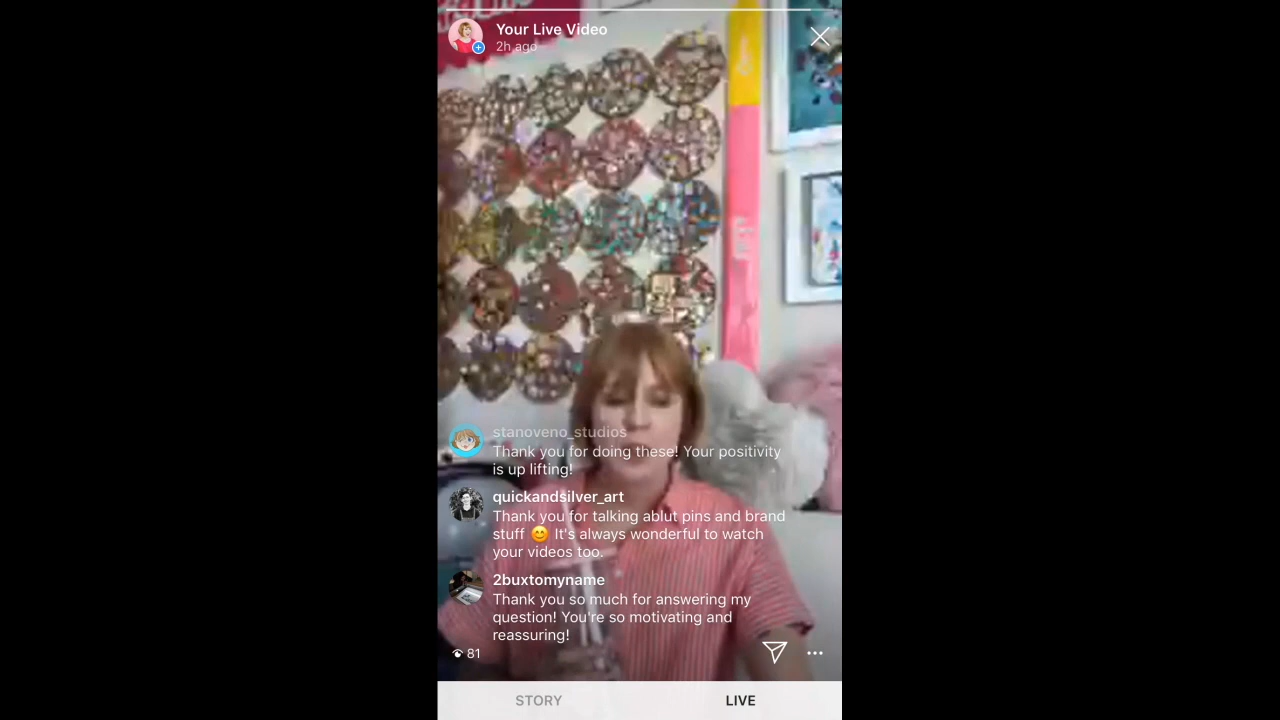 Your Live Video
2h ago
stanoveno_studios
Thank you for doing these! Your positivity
is up lifting!
quickandsilver_art
Thank you for talking ablut pins and brand
stuff 😊 It's always wonderful to watch
your videos too.
2buxtomyname
Thank you so much for answering my
question! You're so motivating and
reassuring!
81
STORY
LIVE